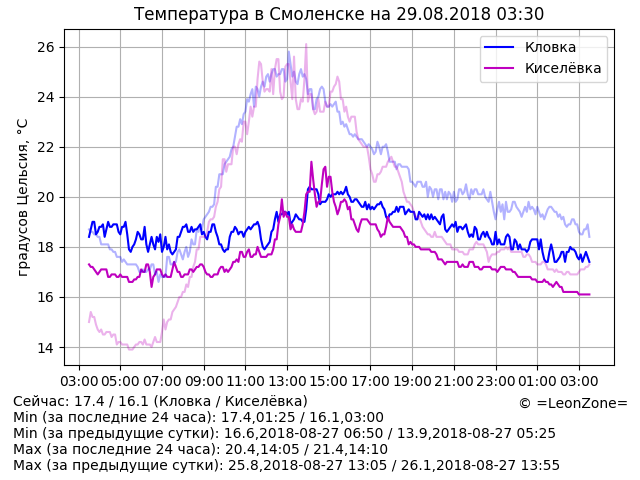 Температура в Смоленске на 29.08.2018 03:30
Кловка
Киселёвка
градусов Цельсия, °C
26
24
22
20
18
16
14
03:00 05:00 07:00 09:00 11:00 13:00 15:00 17:00 19:00 21:00 23:00 01:00 03:00
Сейчас: 17.4 / 16.1 (Кловка / Киселёвка)
© =LeonZone=
Min (за последние 24 часа): 17.4,01:25 / 16.1,03:00
Min (за предыдущие сутки): 16.6,2018-08-27 06:50 / 13.9,2018-08-27 05:25
Max (за последние 24 часа): 20.4,14:05 / 21.4,14:10
Max (за предыдущие сутки): 25.8,2018-08-27 13:05 / 26.1,2018-08-27 13:55